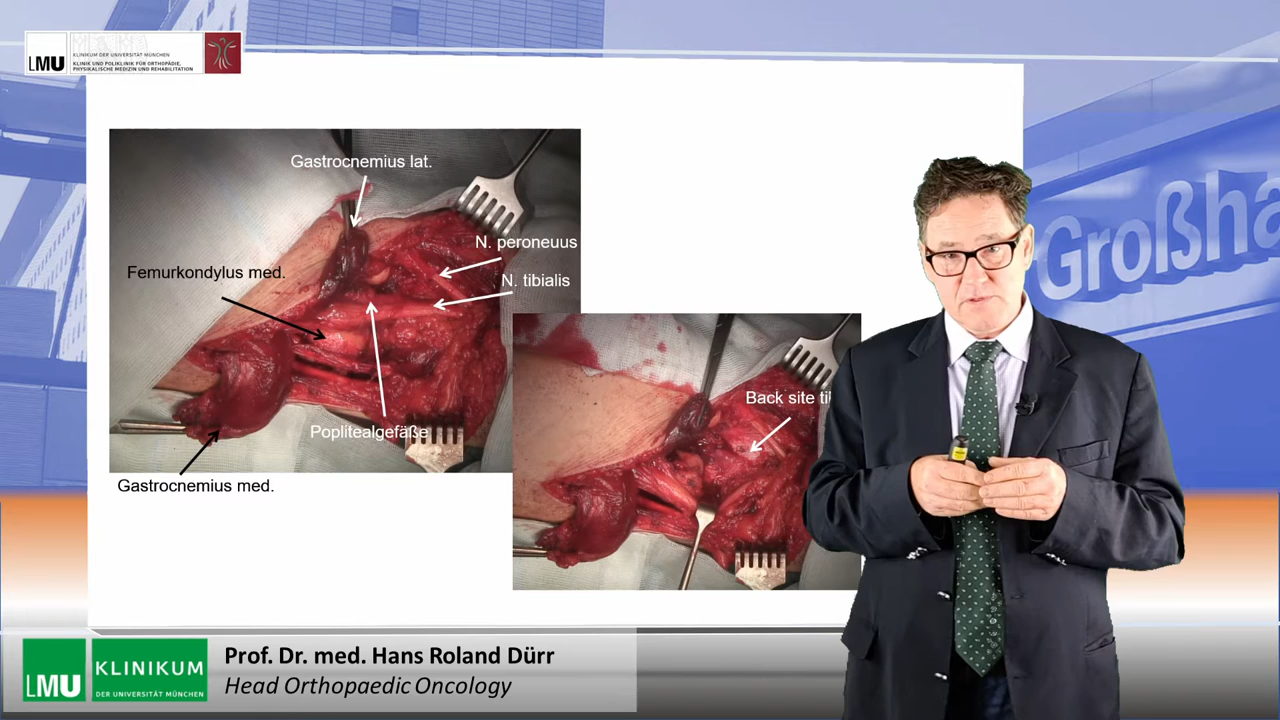 LMU
KLINIKUM DER UNIVERSITÄT MÜNCHEN
KLINIK UND POLIKLINIK FÜR ORTHOPÄDIE,
PHYSIKALISCHE MEDIZIN UND REHABILITATION
Großha
Gastrocnemius lat.
N. peroneuus
Femurkondylus med.
N. tibialis
Back site
Poplitealgefäße
Gastrocnemius med.
LMU
KLINIKUM
DER UNIVERSITÄT MÜNCHEN
Prof. Dr. med. Hans Roland Dürr
Head Orthopaedic Oncology